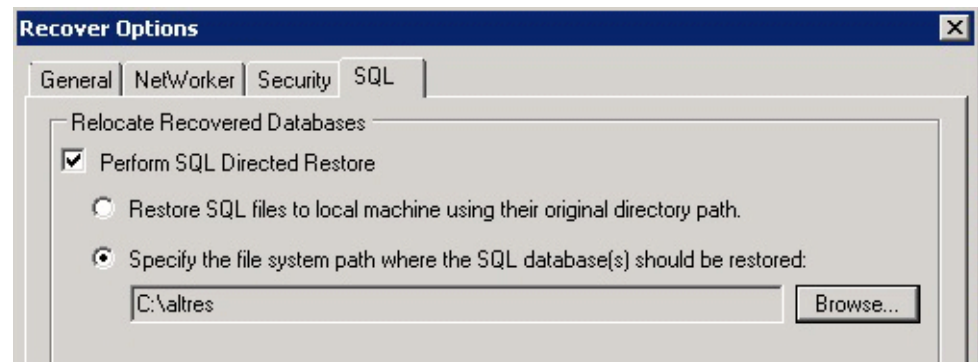 Recover Options
General NetWorker Security SQL
Relocate Recovered Databases
Perform SQL Directed Restore
Restore SQL files to local machine using their original directory path.
Specify the file system path where the SQL database(s) should be restored:
C:\altres Browse...